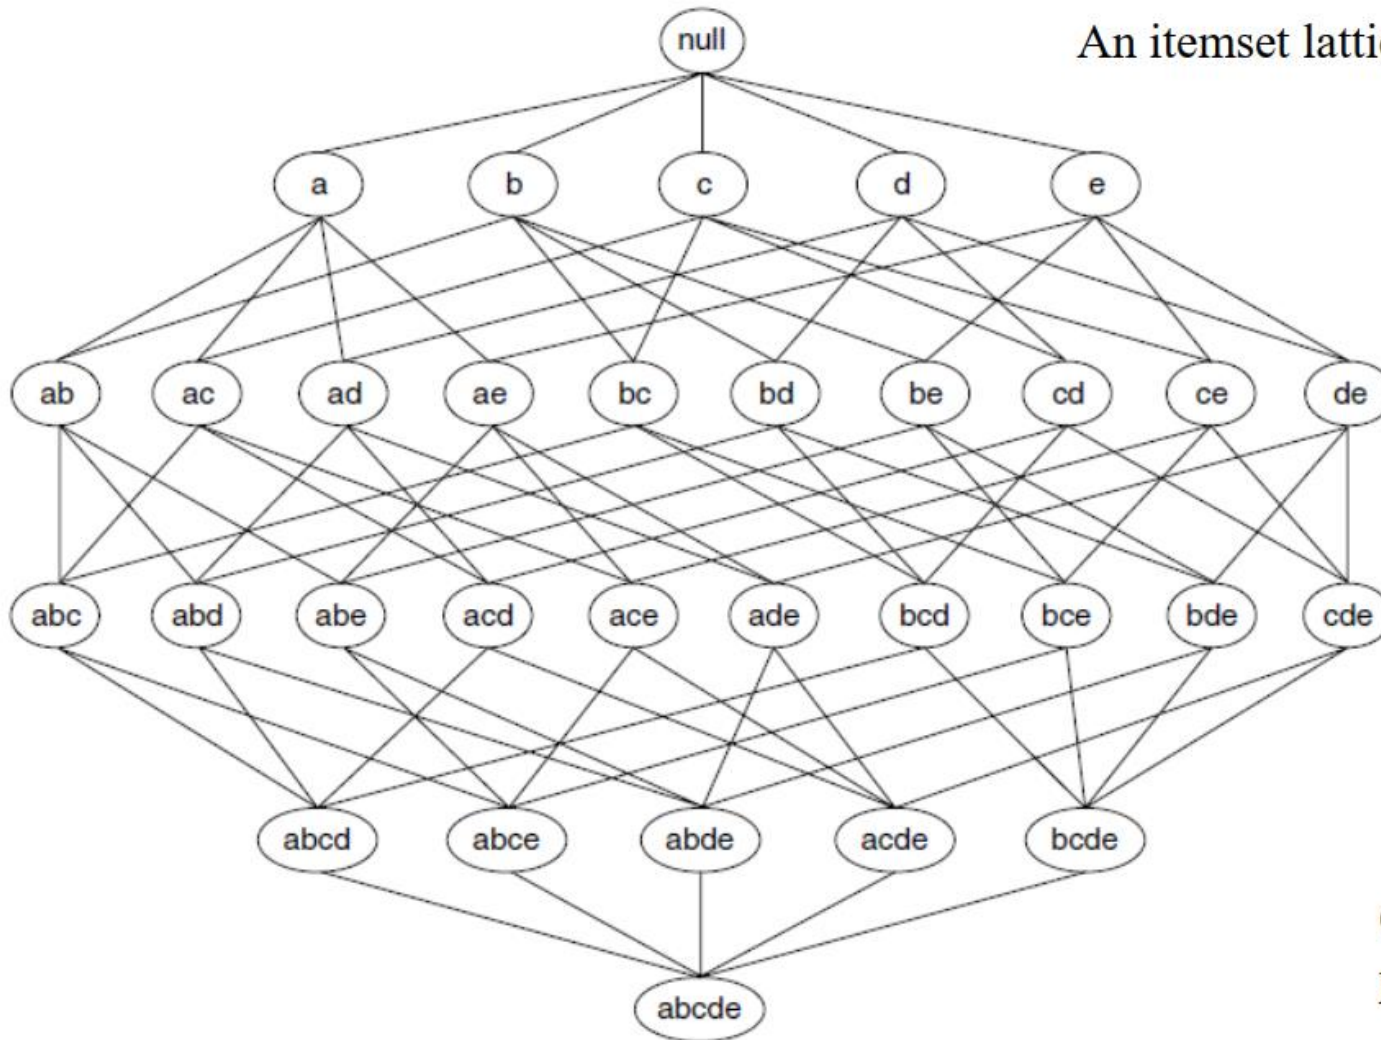 null
An itemset
a b c d e
ab ac ad ae bc bd be cd ce de
abc abd abe acd ace ade bcd bce bde cde
abcd abce abde acde bcde
abcde